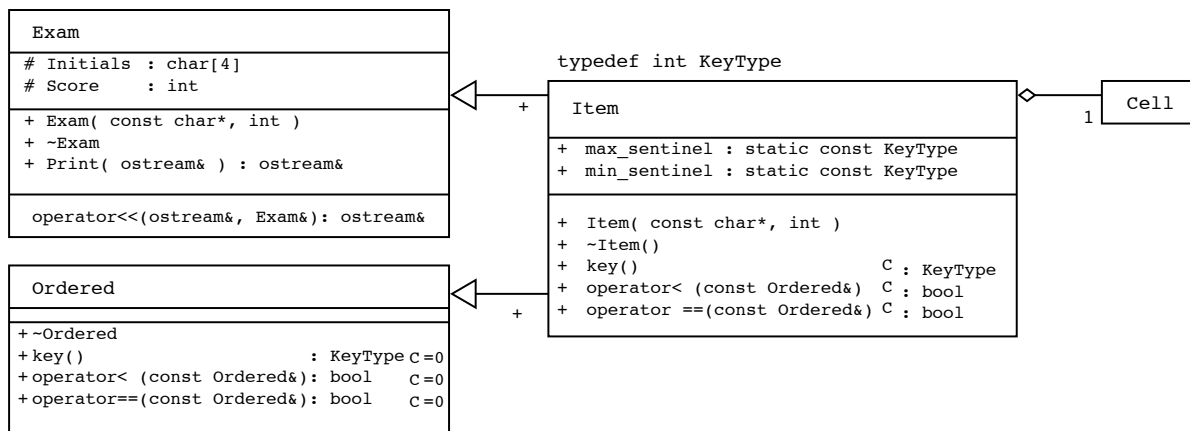 Exam
# Initials : char[4]
# Score : int
+ Exam( const char*, int )
+ ~Exam
+ Print( ostream& ) : ostream&
operator<<(ostream&, Exam&): ostream&
Ordered
+ ~Ordered
+ key() : KeyType C =0
+ operator< (const Ordered&): bool C =0
+ operator==(const Ordered&): bool C =0
+
+
typedef int KeyType
Item
+ max_sentinel : static const KeyType
+ min_sentinel : static const KeyType
+ Item( const char*, int )
+ ~Item()
+ key() C : KeyType
+ operator< (const Ordered&) C : bool
+ operator ==(const Ordered&) C : bool
1
Cell